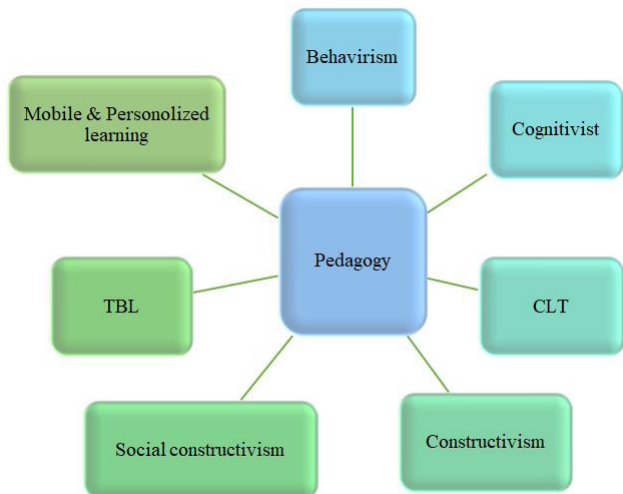 Behavirism
Mobile & Personolized
learning
Cognitivist
Pedagogy
TBL
CLT
Social constructivism
Constructivism